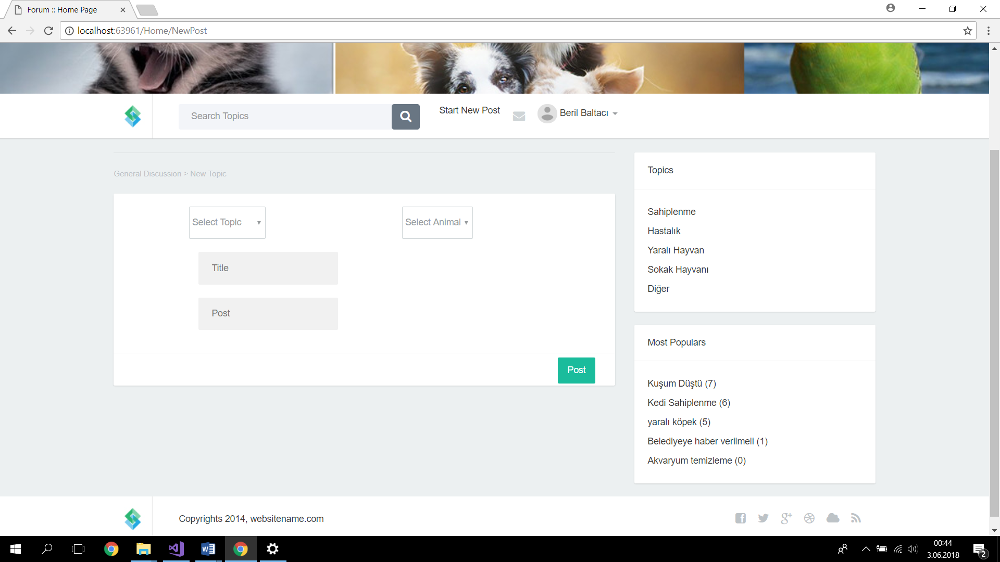 Forum :: Home Page
localhost:63961/Home/NewPost
Search Topics
Start New Post
Beril Baltacı
General Discussion > New Topic
Select Topic
Select Animal
Title
Post
Post
Topics
Sahiplenme
Hastalık
Yaralı Hayvan
Sokak Hayvanı
Diğer
Most Populars
Kuşum Düştü (7)
Kedi Sahiplenme (6)
yaralı köpek (5)
Belediyeye haber verilmeli (1)
Akvaryum temizleme (0)
Copyrights 2014, websitename.com
00:44
3.06.2018
2